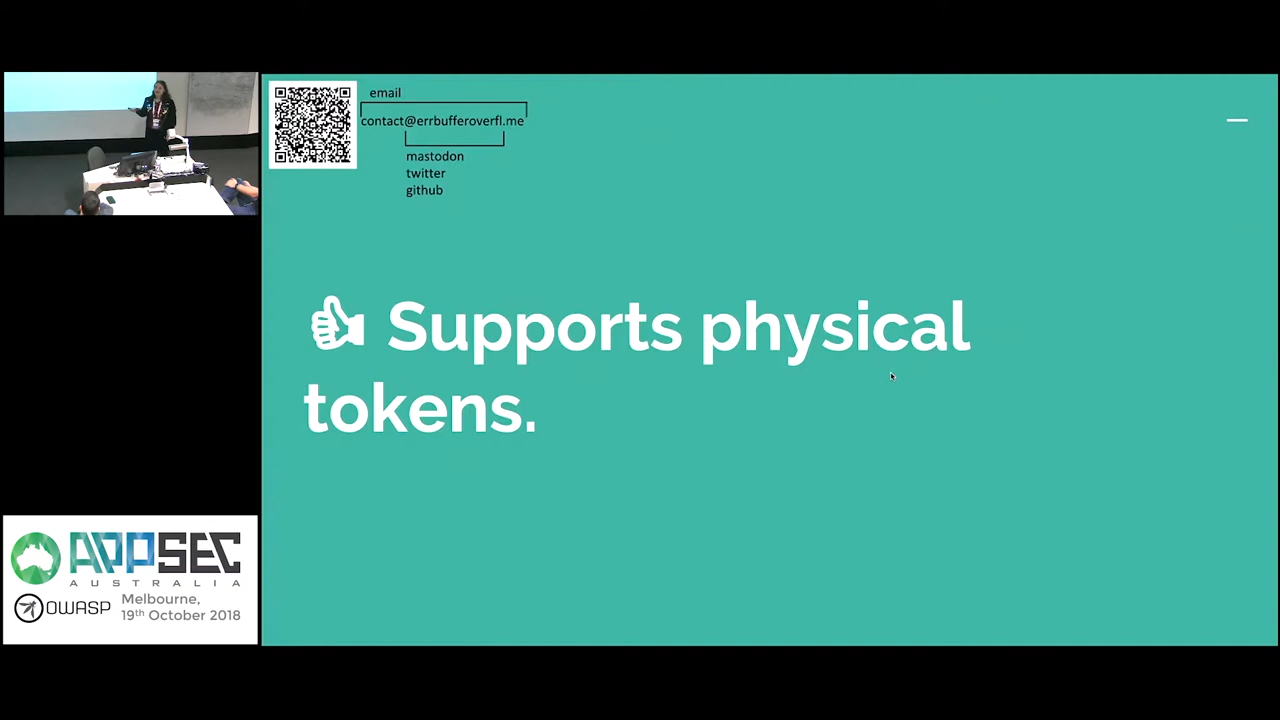 email
contact@errbufferoverfl.me
mastodon
twitter
github
👍 Supports physical
tokens.
APPSEC
AUSTRALIA
OWASP
Melbourne,
19th October 2018